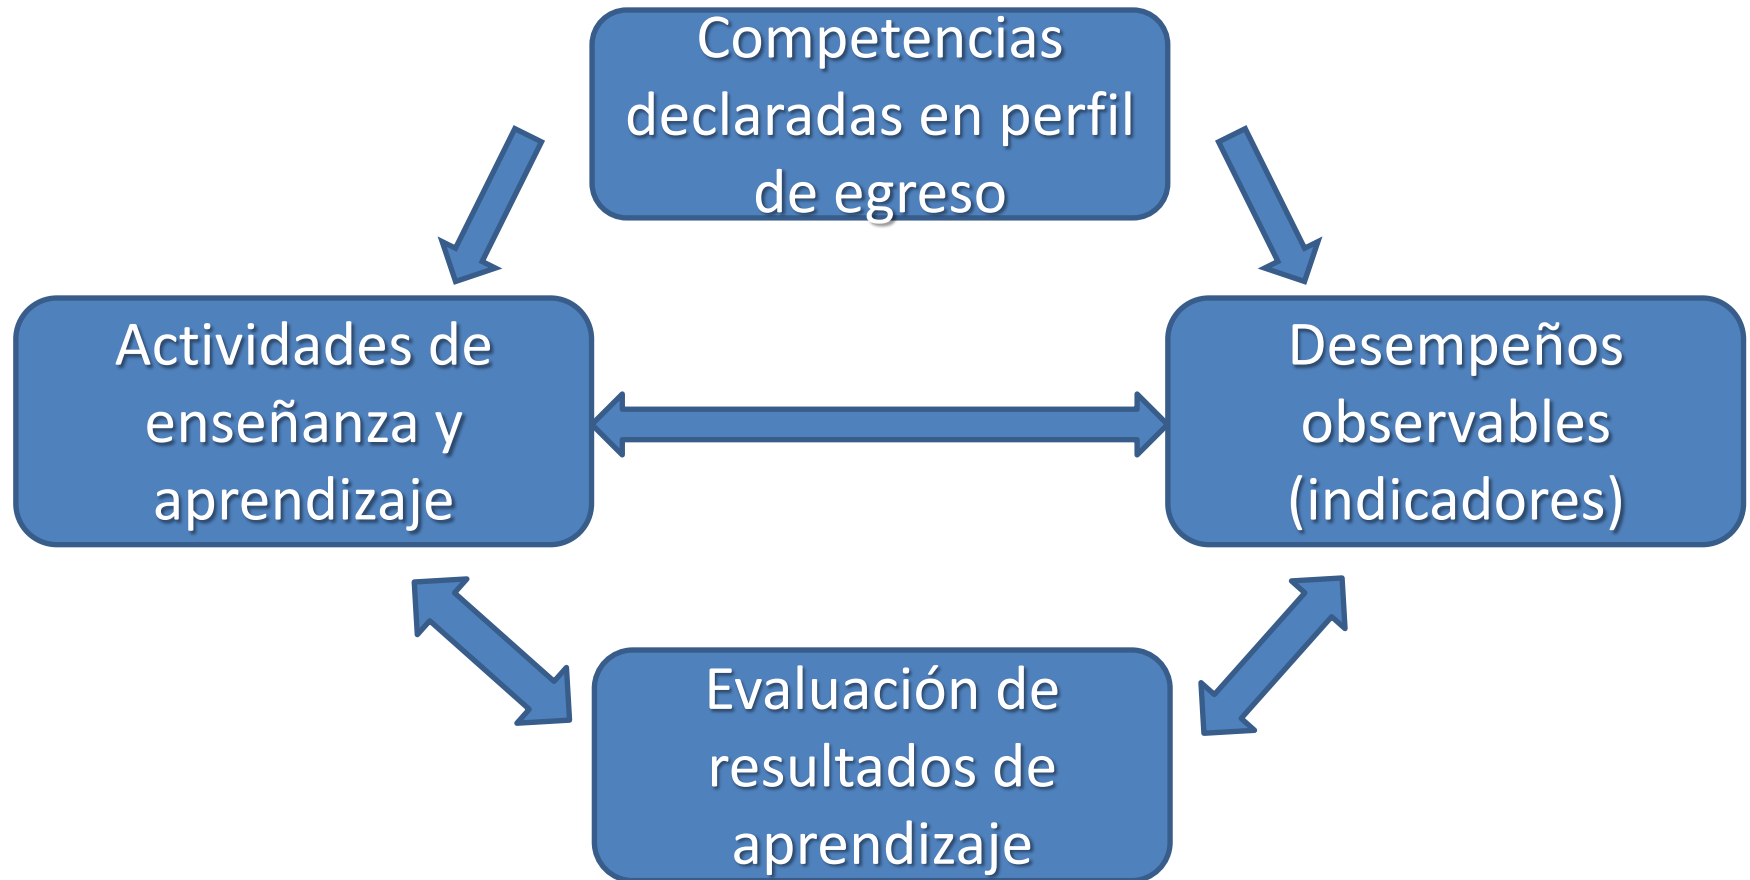 Competencias
declaradas en perfil
de egreso
Actividades de
enseñanza y
aprendizaje
Desempeños
observables
(indicadores)
Evaluación de
resultados de
aprendizaje